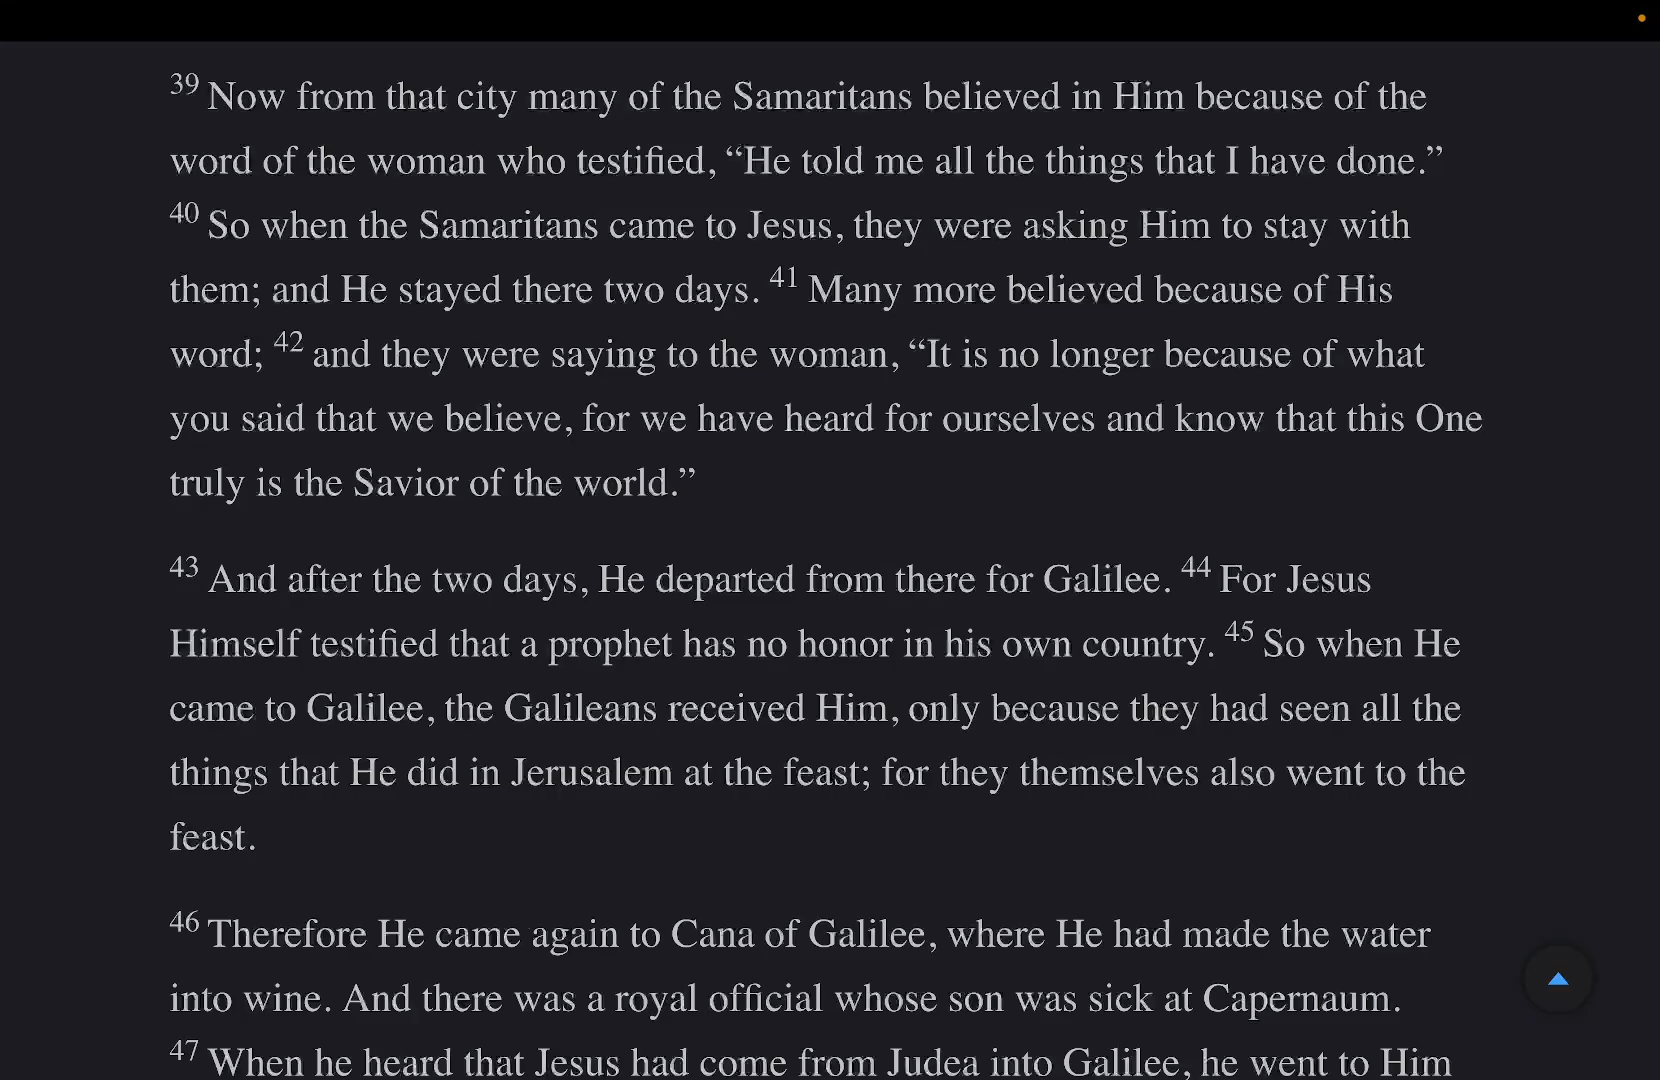 39 Now from that city many of the Samaritans believed in Him because of the
word of the woman who testified, “He told me all the things that I have done.”
40 So when the Samaritans came to Jesus, they were asking Him to stay with
them; and He stayed there two days. 41 Many more believed because of His
word; 42 and they were saying to the woman, “It is no longer because of what
you said that we believe, for we have heard for ourselves and know that this One
truly is the Savior of the world.”
43 And after the two days, He departed from there for Galilee. 44 For Jesus
Himself testified that a prophet has no honor in his own country. 45 So when He
came to Galilee, the Galileans received Him, only because they had seen all the
things that He did in Jerusalem at the feast; for they themselves also went to the
feast.
46 Therefore He came again to Cana of Galilee, where He had made the water
into wine. And there was a royal official whose son was sick at Capernaum.
47 When he heard that Jesus had come from Judea into Galilee, he went to Him